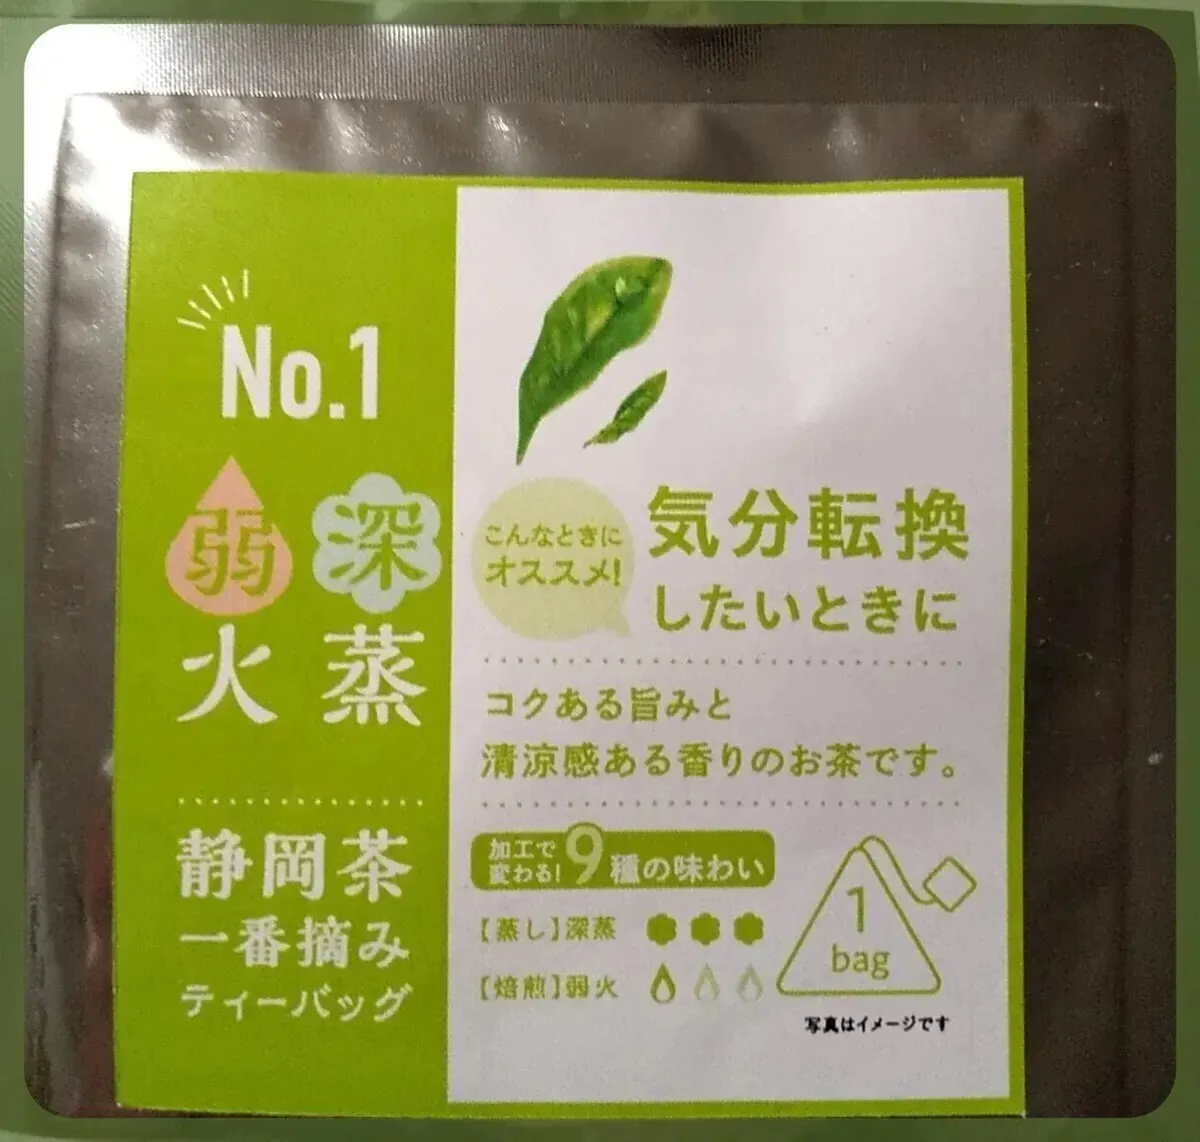 No.1
深蒸
弱火
静岡茶
一番摘み
ティーバッグ
こんなときに
オススメ!
気分転換
したいときに
コクある旨みと
清涼感ある香りのお茶です。
加工で
変わる!
9種の味わい
【蒸し】深蒸
【焙煎】弱火
1
bag
写真はイメージです